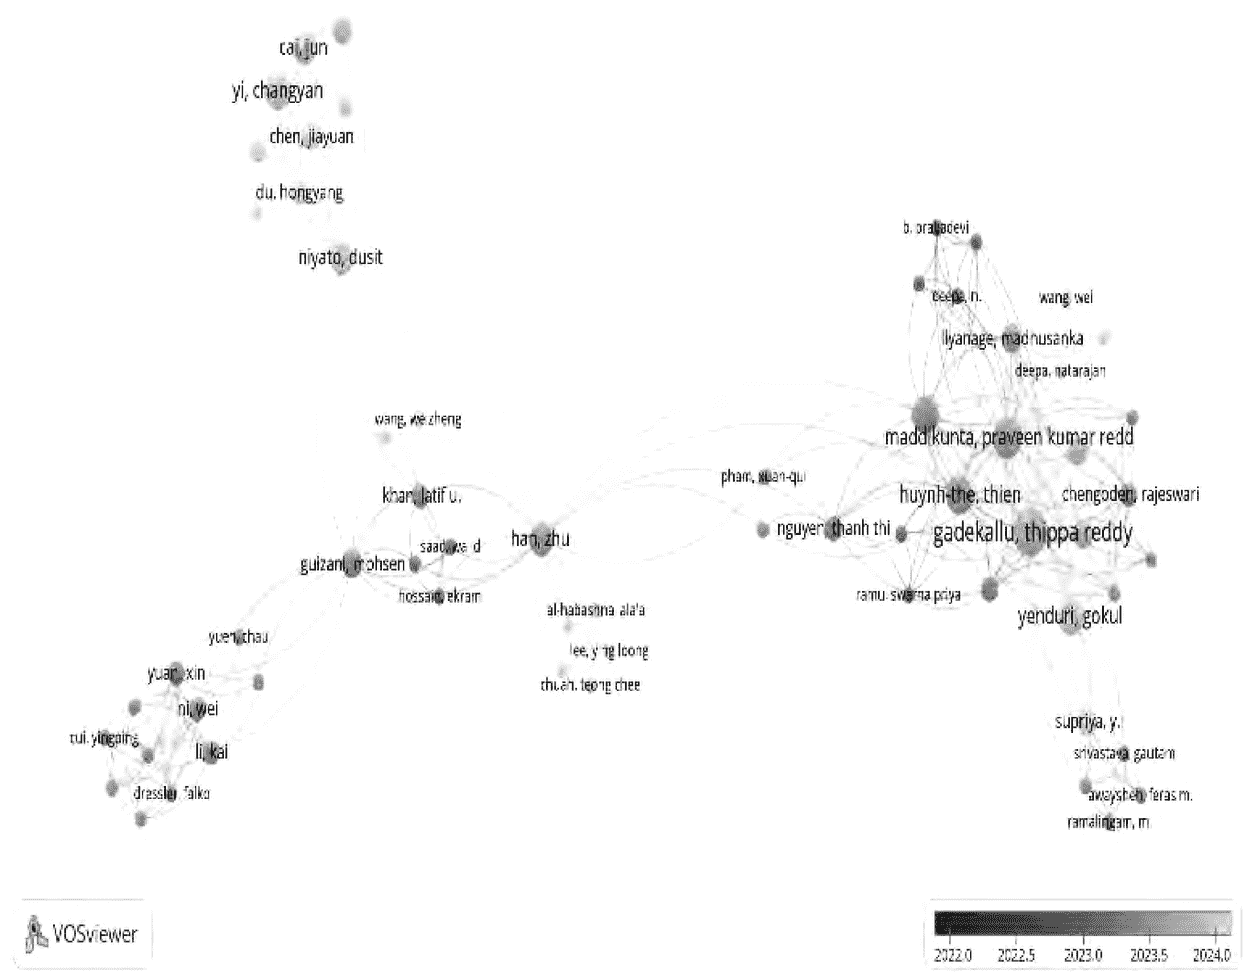 cai, jun
yi, changyan
chen, jiayuan
du, hongyang
niyato, dusit
b, prabadevi
deepa, n.
wang, wei
liyanage, madhusanka
deepa, natarajan
maddikunta, praveen kumar redd
wang, weizheng
pham, xuan-qui
khan, latif u.
huynh-the, thien
chengoden, rajeswari
nguyen, thanh thi
gadekallu, thippa reddy
han, zhu
saad, walid
guizani, mohsen
hossain, ekram
ramu, swarna priya
al-habashna, ala'a
yenduri, gokul
yuen, chau
lee, ying loong
yuan, xin
chuah, teong chee
ni, wei
supriya, y.
cui, yingping
li, kai
srivastava, gautam
dressler, falko
awaysheh, feras m.
ramalingam, m
VOSviewer
2022.0 2022.5 2023.0 2023.5 2024.0